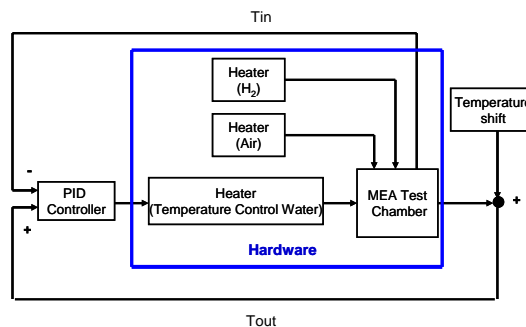 Tin
Heater
(H₂)
Temperature
shift
Heater
(Air)
-
PID
Controller
+
Heater
(Temperature Control Water)
MEA Test
Chamber
+
Hardware
Tout